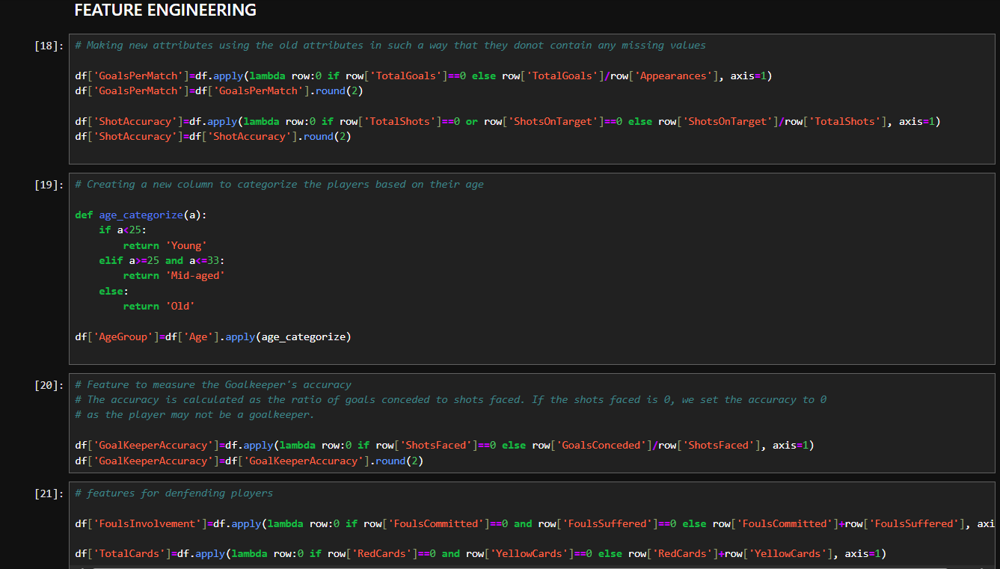 FEATURE ENGINEERING
[18]:
# Making new attributes using the old attributes in such a way that they donot contain any missing values
df['GoalsPerMatch']=df.apply(lambda row:0 if row['TotalGoals']==0 else row['TotalGoals']/row['Appearances'], axis=1)
df['GoalsPerMatch']=df['GoalsPerMatch'].round(2)
df['ShotAccuracy']=df.apply(lambda row:0 if row['TotalShots']==0 or row['ShotsOnTarget']==0 else row['ShotsOnTarget']/row['TotalShots'], axis=1)
df['ShotAccuracy']=df['ShotAccuracy'].round(2)
[19]:
# Creating a new column to categorize the players based on their age
def age_categorize(a):
    if a<25:
        return 'Young'
    elif a>=25 and a<=33:
        return 'Mid-aged'
    else:
        return 'Old'
df['AgeGroup']=df['Age'].apply(age_categorize)
[20]:
# Feature to measure the Goalkeeper's accuracy
# The accuracy is calculated as the ratio of goals conceded to shots faced. If the shots faced is 0, we set the accuracy to 0
# as the player may not be a goalkeeper.
df['GoalKeeperAccuracy']=df.apply(lambda row:0 if row['ShotsFaced']==0 else row['GoalsConceded']/row['ShotsFaced'], axis=1)
df['GoalKeeperAccuracy']=df['GoalKeeperAccuracy'].round(2)
[21]:
# features for denfending players
df['FoulsInvolvement']=df.apply(lambda row:0 if row['FoulsCommitted']==0 and row['FoulsSuffered']==0 else row['FoulsCommitted']+row['FoulsSuffered'], axi
df['TotalCards']=df.apply(lambda row:0 if row['RedCards']==0 and row['YellowCards']==0 else row['RedCards']+row['YellowCards'], axis=1)